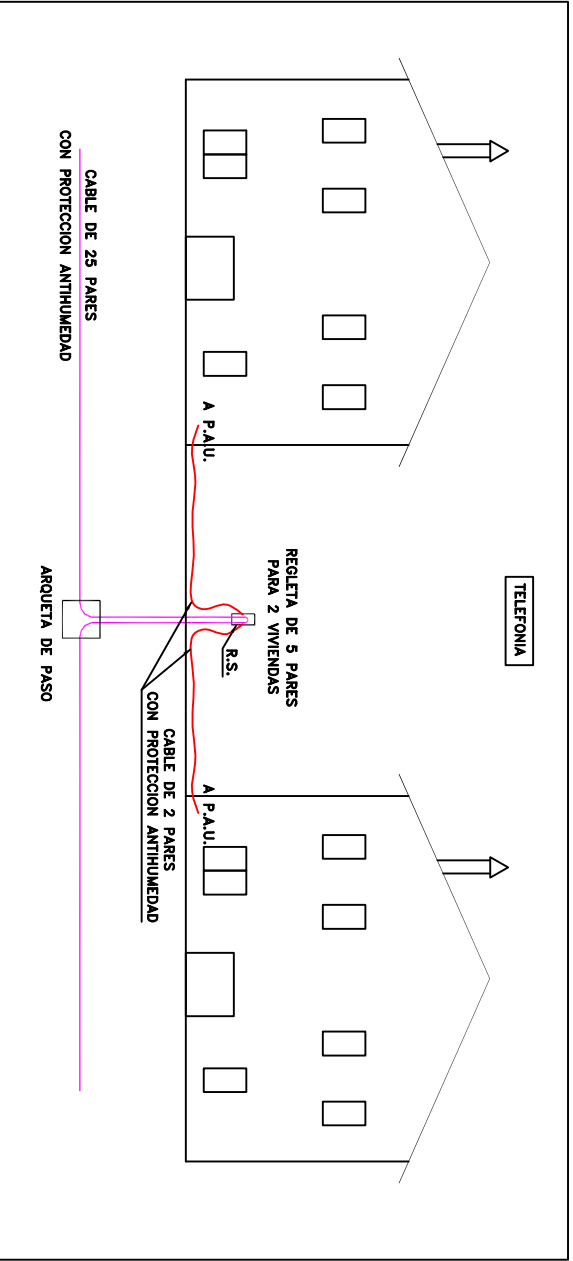 TELEFONIA
REGLETA DE 5 PARES
PARA 2 VIVIENDAS
R.S.
A P.A.U.
A P.A.U.
CABLE DE 2 PARES
CON PROTECCION ANTIHUMEDAD
CABLE DE 25 PARES
CON PROTECCION ANTIHUMEDAD
ARQUETA DE PASO